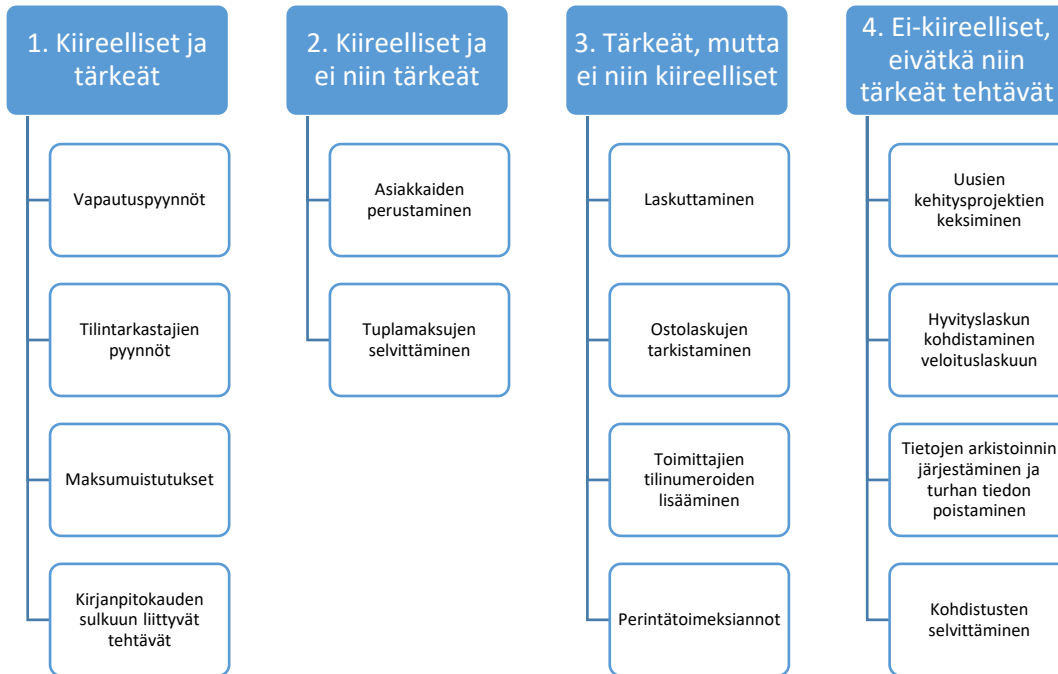 1. Kiireelliset ja
tärkeät
Vapautuspyynnöt
Tilintarkastajien
pyynnöt
Maksumuistutukset
Kirjanpitokauden
sulkuun liittyvät
tehtävät
2. Kiireelliset ja
ei niin tärkeät
Asiakkaiden
perustaminen
Tuplamaksujen
selvittäminen
3. Tärkeät, mutta
ei niin kiireelliset
Laskuttaminen
Ostolaskujen
tarkistaminen
Toimittajien
tilinumeroiden
lisääminen
Perintätoimeksiannot
4. Ei-kiireelliset,
eivätkä niin
tärkeät tehtävät
Uusien
kehitysprojektien
keksiminen
Hyvityslaskun
kohdistaminen
veloituslaskuun
Tietojen arkistoinnin
järjestäminen ja
turhan tiedon
poistaminen
Kohdistusten
selvittäminen